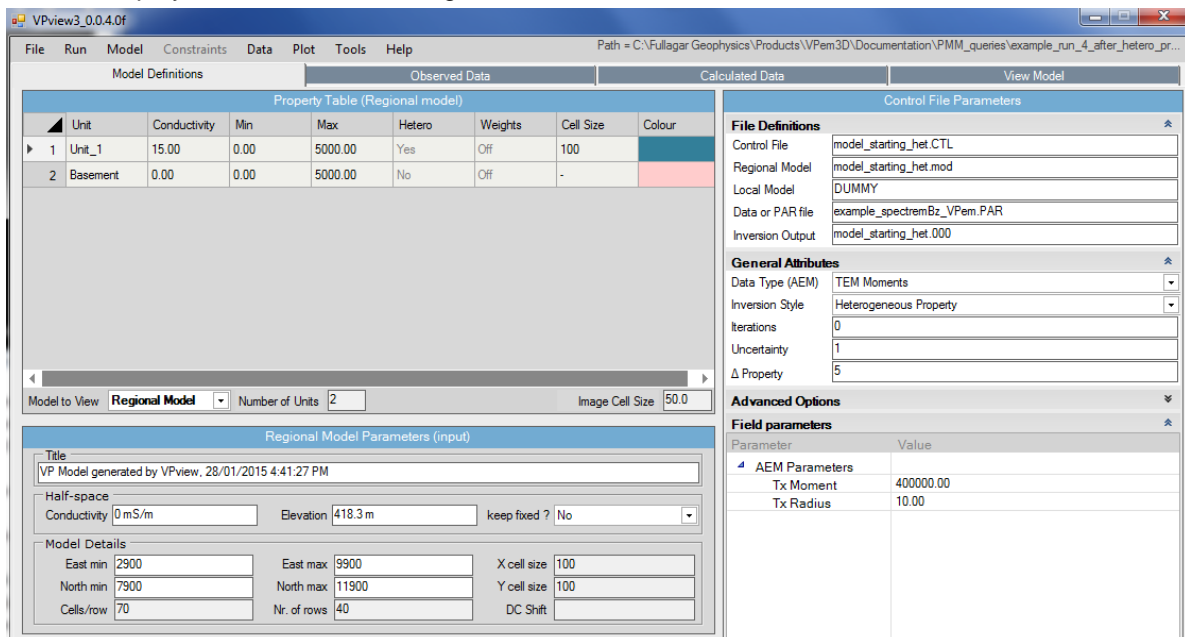 VPview3_0.0.4.0f
File Run Model Constraints Data Plot Tools Help Path = C:\Fullagar Geophysics\Products\VPem3D\Documentation\PMM_queries\example_run_4_after_hetero_pr...
Model Definitions Observed Data Calculated Data View Model
Property Table (Regional model)
Unit Conductivity Min Max Hetero Weights Cell Size Colour
1 Unit_1 15.00 0.00 5000.00 Yes Off 100
2 Basement 0.00 0.00 5000.00 No Off -
Model to View Regional Model Number of Units 2 Image Cell Size 50.0
Regional Model Parameters (input)
Title
VP Model generated by VPview, 28/01/2015 4:41:27 PM
Half-space
Conductivity 0 mS/m Elevation 418.3 m keep fixed ? No
Model Details
East min 2900 East max 9900 X cell size 100
North min 7900 North max 11900 Y cell size 100
Cells/row 70 Nr. of rows 40 DC Shift
Control File Parameters
File Definitions
Control File model_starting_het.CTL
Regional Model model_starting_het.mod
Local Model DUMMY
Data or PAR file example_spectremBz_VPem.PAR
Inversion Output model_starting_het.000
General Attributes
Data Type (AEM) TEM Moments
Inversion Style Heterogeneous Property
Iterations 0
Uncertainty 1
Δ Property 5
Advanced Options
Field parameters
Parameter Value
AEM Parameters
Tx Moment 400000.00
Tx Radius 10.00